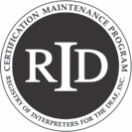 CERTIFICATION MAINTENANCE PROGRAM
RID
REGISTRY OF INTERPRETERS FOR THE DEAF, INC.